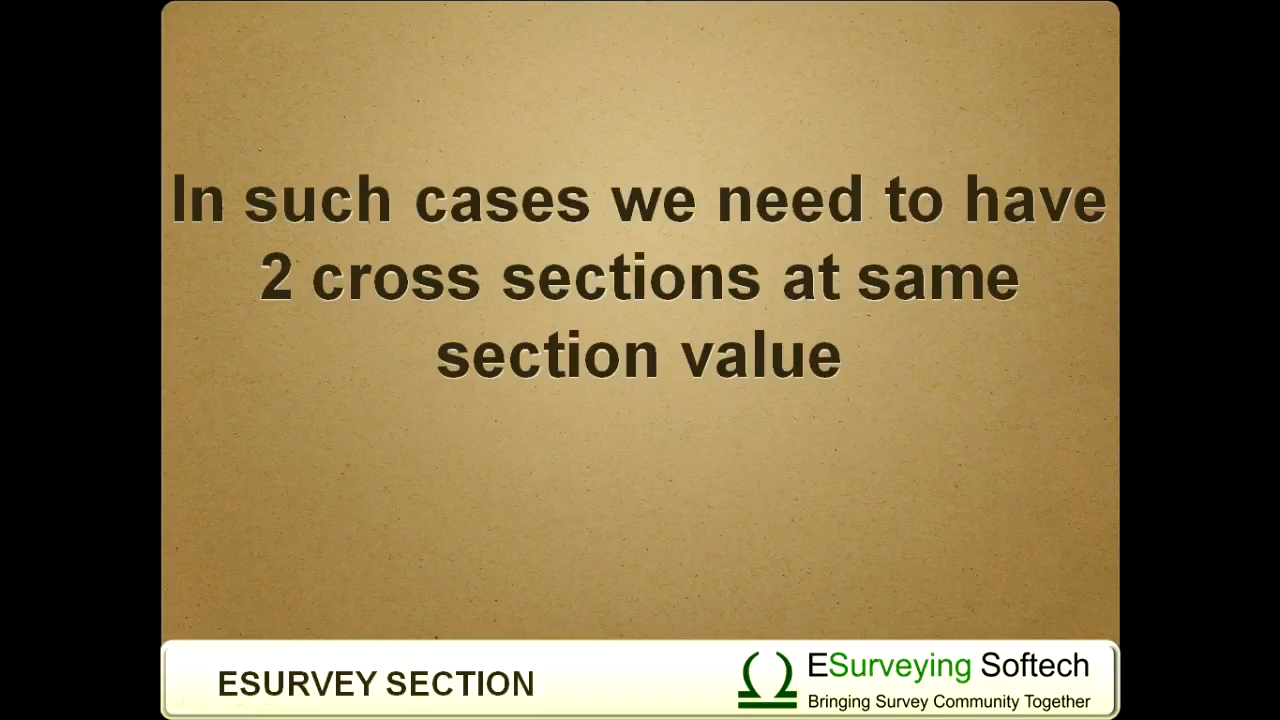 In such cases we need to have
2 cross sections at same
section value
ESURVEY SECTION
ESurveying Softech
Bringing Survey Community Together